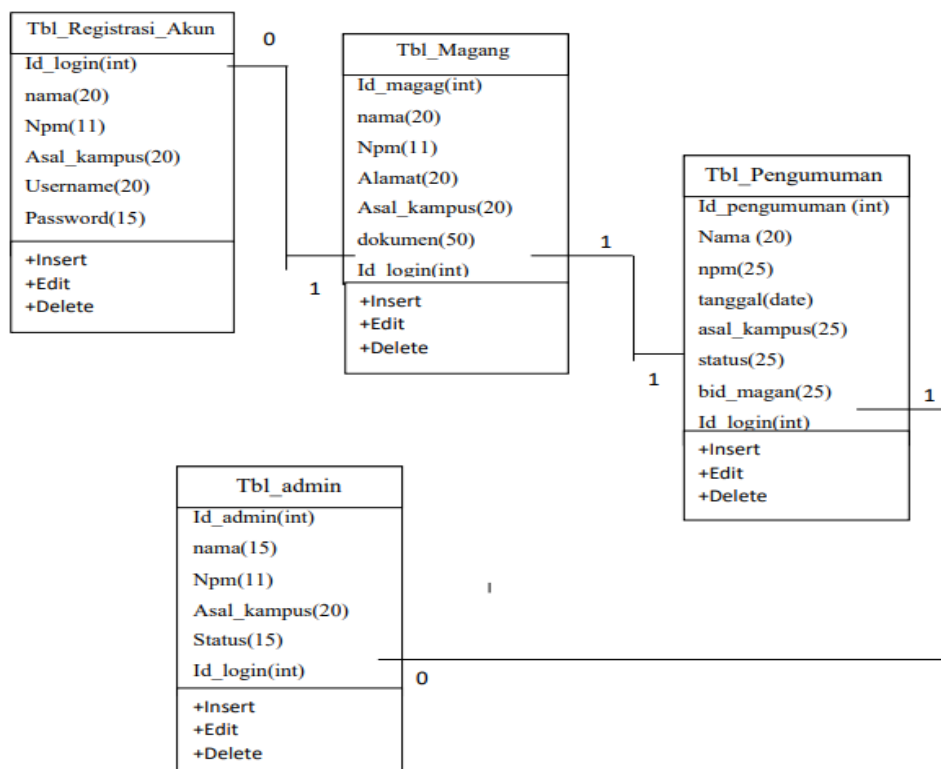 Tbl_Registrasi_Akun
Id_login(int)
nama(20)
Npm(11)
Asal_kampus(20)
Username(20)
Password(15)
+Insert
+Edit
+Delete
0
1
Tbl_Magang
Id_magag(int)
nama(20)
Npm(11)
Alamat(20)
Asal_kampus(20)
dokumen(50)
Id_login(int)
+Insert
+Edit
+Delete
1
1
Tbl_Pengumuman
Id_pengumuman (int)
Nama (20)
npm(25)
tanggal(date)
asal_kampus(25)
status(25)
bid_magan(25)
Id_login(int)
+Insert
+Edit
+Delete
1
Tbl_admin
Id_admin(int)
nama(15)
Npm(11)
Asal_kampus(20)
Status(15)
Id_login(int)
+Insert
+Edit
+Delete
0